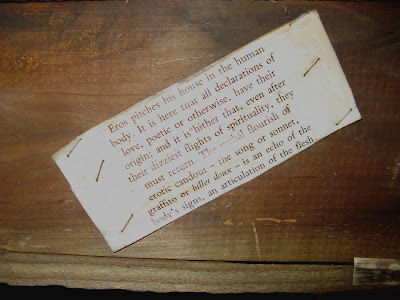 Eros pitches his house in the human
body. It is here that all declarations of
love, poetic or otherwise, have their
origin; and it is hither that, even after
their dizziest flights of spirituality, they
must return. The flourish of
erotic candour – the song or sonnet,
graffito or billet doux – is an echo of the
body's signs, an articulation of the flesh